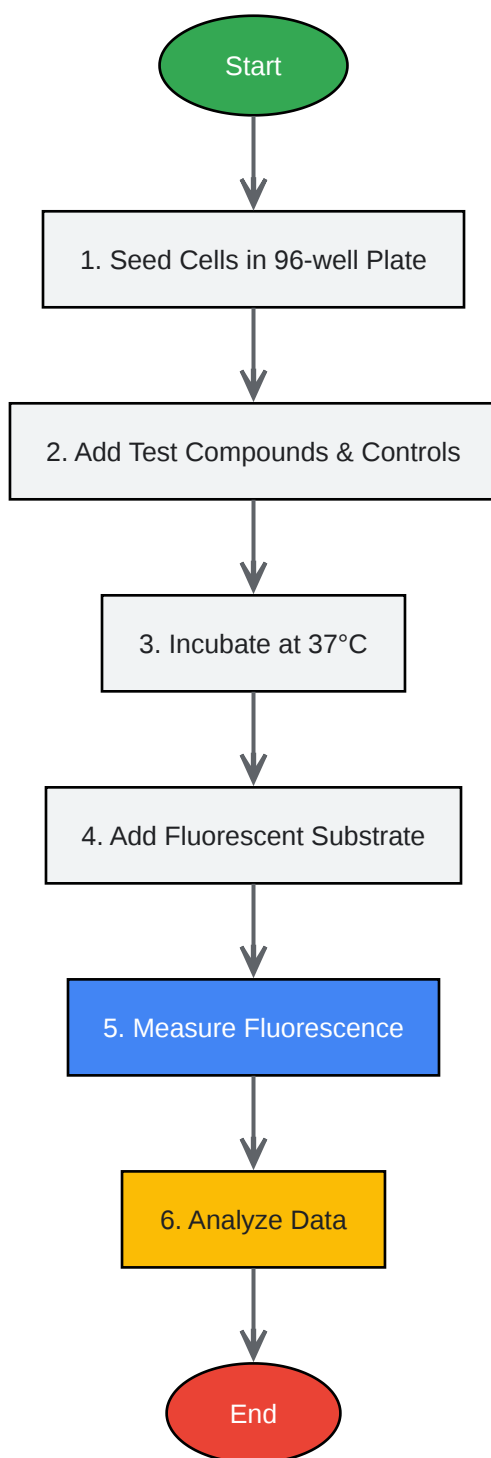 Start
1. Seed Cells in 96-well Plate
2. Add Test Compounds & Controls
3. Incubate at 37°C
4. Add Fluorescent Substrate
5. Measure Fluorescence
6. Analyze Data
End